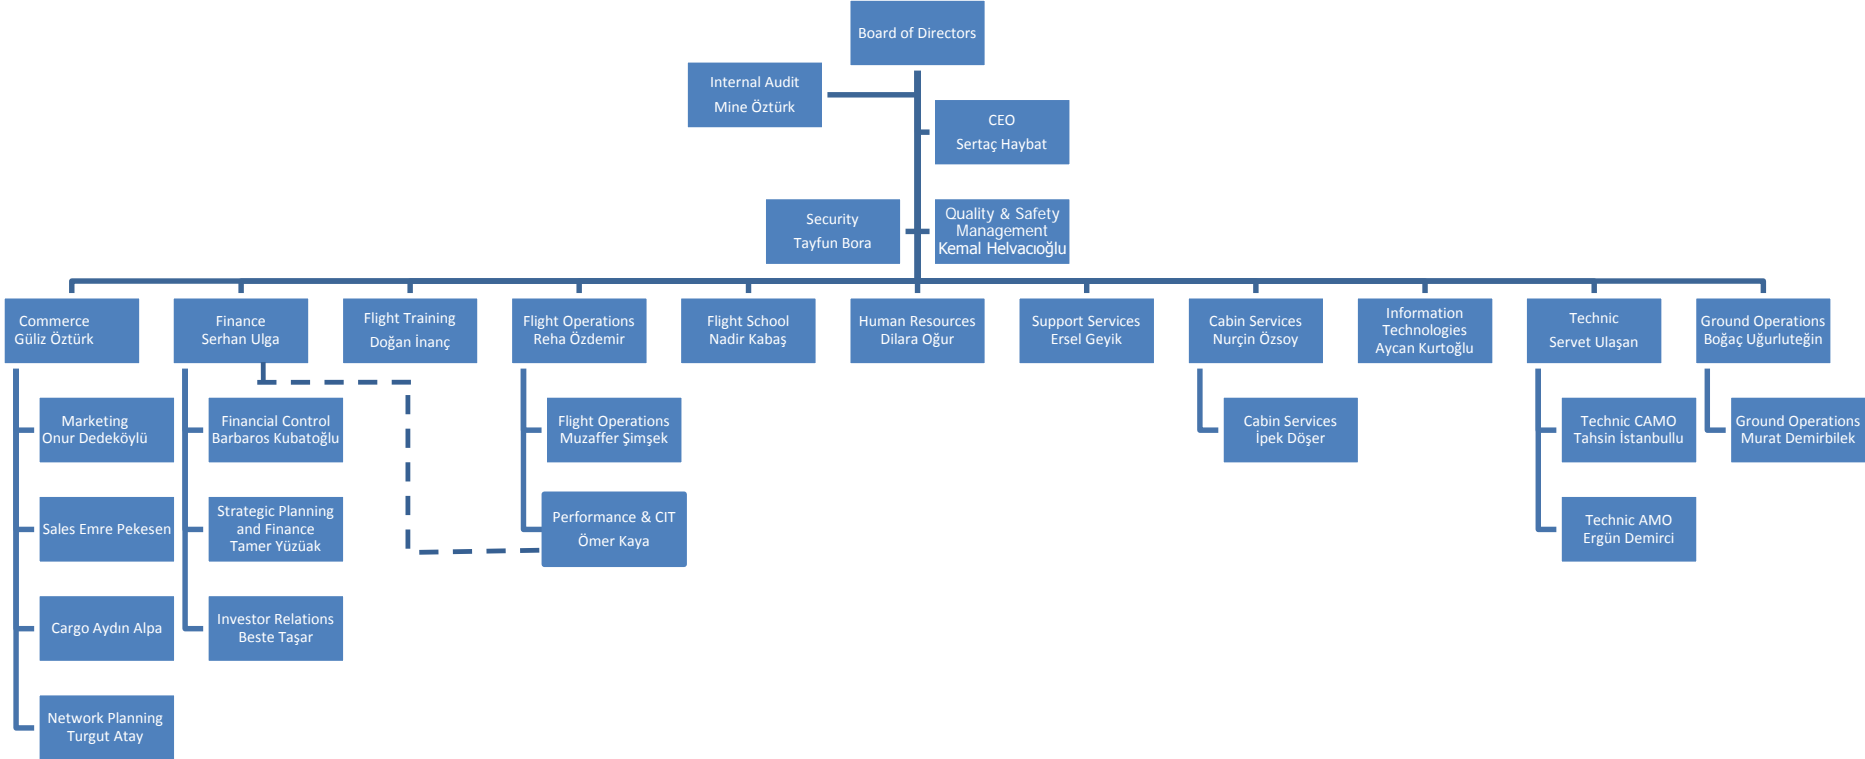 Board of Directors
Internal Audit
Mine Öztürk
CEO
Sertaç Haybat
Security
Tayfun Bora
Quality & Safety
Management
Kemal Helvacıoğlu
Commerce
Güliz Öztürk
Finance
Serhan Ulga
Flight Training
Doğan İnanç
Flight Operations
Reha Özdemir
Flight School
Nadir Kabaş
Human Resources
Dilara Oğur
Support Services
Ersel Geyik
Cabin Services
Nurçin Özsoy
Information
Technologies
Aycan Kurtoğlu
Technic
Servet Ulaşan
Ground Operations
Boğaç Uğurluteğin
Marketing
Onur Dedeköylü
Financial Control
Barbaros Kubatoğlu
Flight Operations
Muzaffer Şimşek
Cabin Services
İpek Döşer
Technic CAMO
Tahsin İstanbullu
Ground Operations
Murat Demirbilek
Sales Emre Pekesen
Strategic Planning
and Finance
Tamer Yüzüak
Performance & CIT
Ömer Kaya
Technic AMO
Ergün Demirci
Cargo Aydın Alpa
Investor Relations
Beste Taşar
Network Planning
Turgut Atay